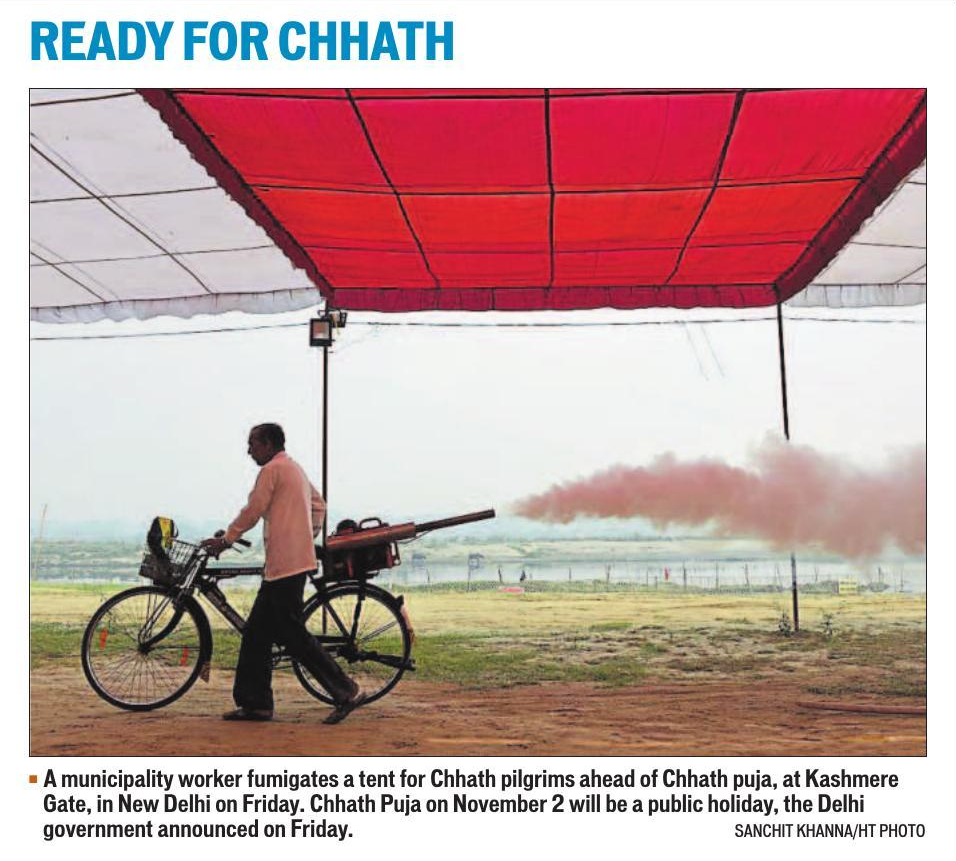 READY FOR CHHATH
▪ A municipality worker fumigates a tent for Chhath pilgrims ahead of Chhath puja, at Kashmere
Gate, in New Delhi on Friday. Chhath Puja on November 2 will be a public holiday, the Delhi
government announced on Friday.
SANCHIT KHANNA/HT PHOTO